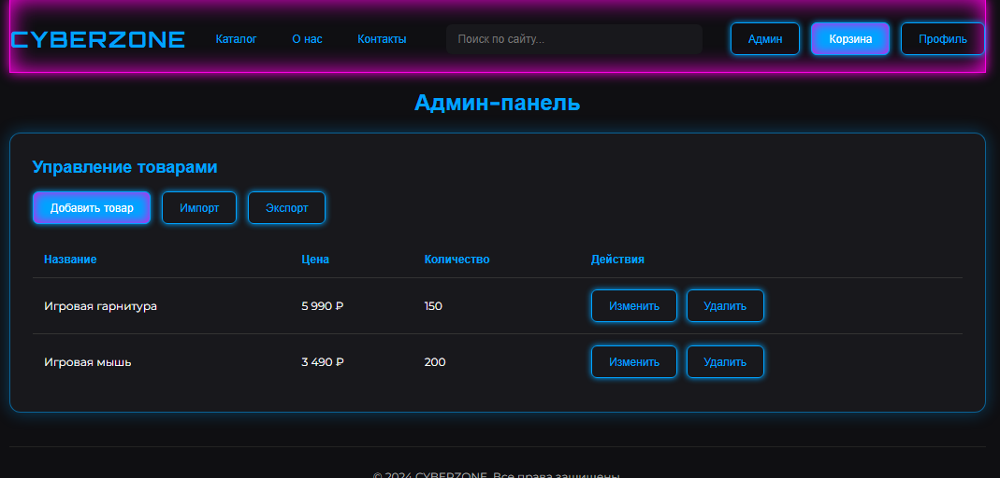 CYBERZONE Каталог О нас Контакты Поиск по сайту... Админ Корзина Профиль
Админ-панель
Управление товарами
Добавить товар Импорт Экспорт
Название Цена Количество Действия
Игровая гарнитура 5 990 ₽ 150 Изменить Удалить
Игровая мышь 3 490 ₽ 200 Изменить Удалить
© 2024 CYBERZONE. Все права защищены.